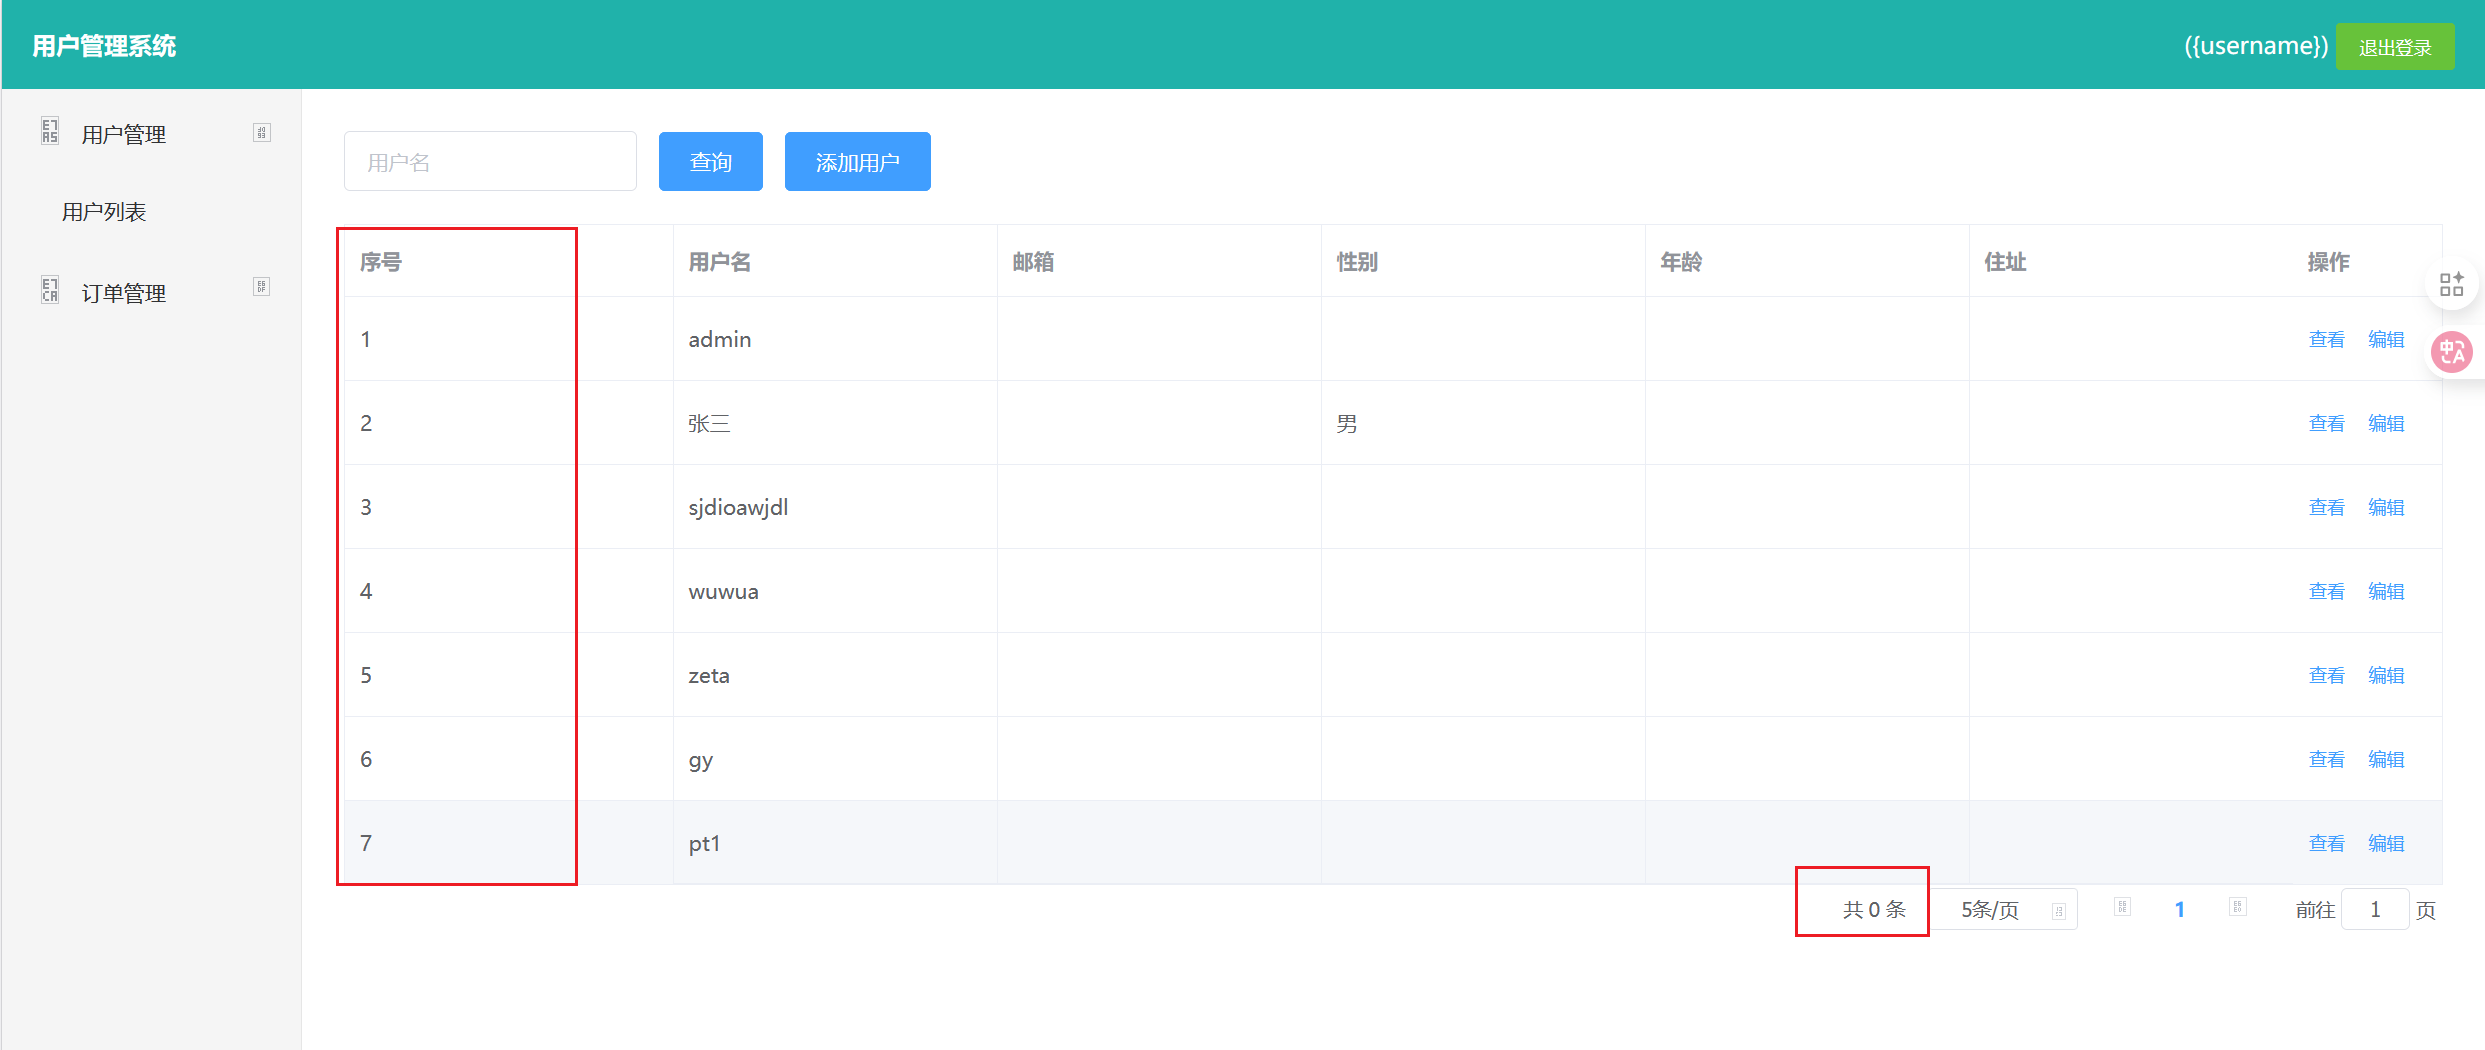 用户管理系统
({username}) 退出登录
用户管理
用户列表
订单管理
用户名 查询 添加用户
序号 用户名 邮箱 性别 年龄 住址 操作
1 admin 查看 编辑
2 张三 男 查看 编辑
3 sjdioawjdl 查看 编辑
4 wuwua 查看 编辑
5 zeta 查看 编辑
6 gy 查看 编辑
7 pt1 查看 编辑
共 0 条 5条/页 1 前往 1 页
中A